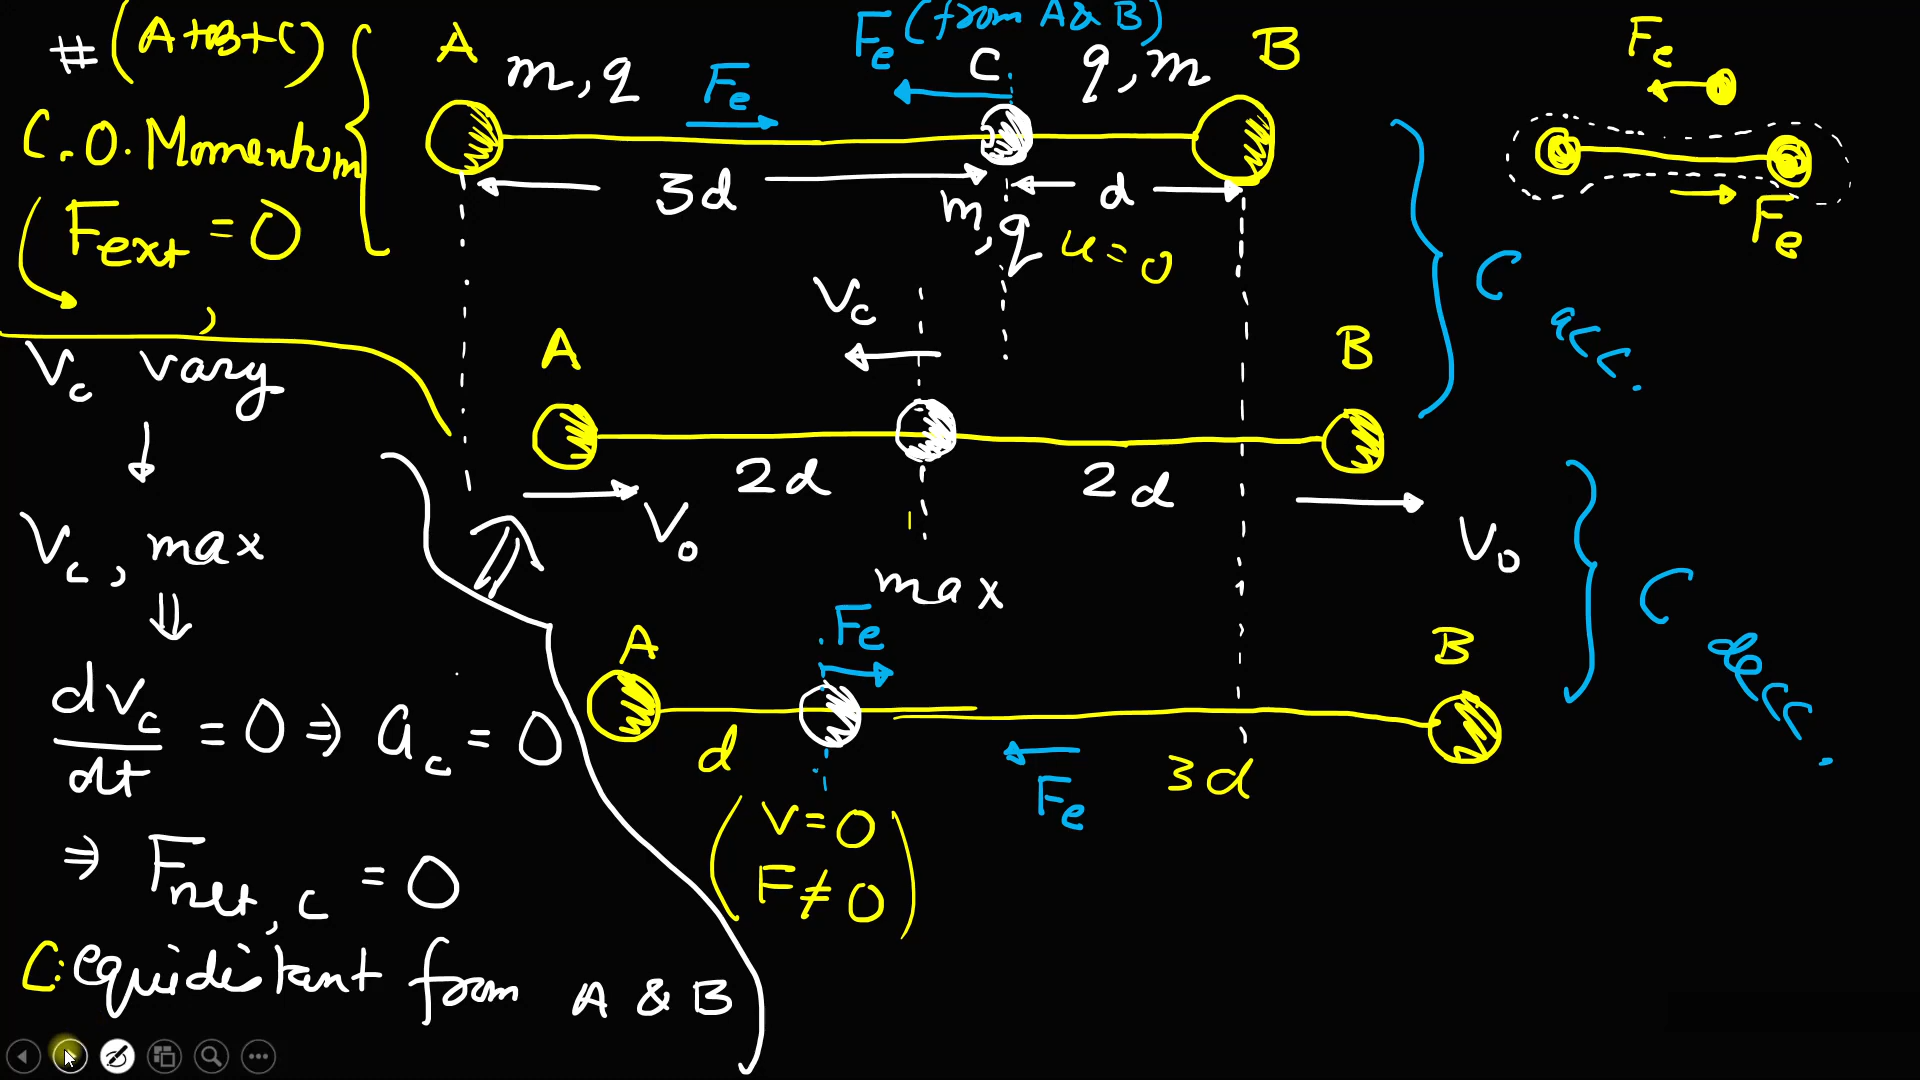 # (A+B+C)
C.O. Momentum
Fext = 0
,
A
m, q
Fe
Fe (from A & B)
C
q, m
B
3d
d
m, q
u = 0
Fe
Fe
C acc.
Vc
A
B
2d
2d
V₀
V₀
max
C decc.
A
Fe
B
d
Fe
3d
( V = 0
F ≠ 0 )
Vc vary
↓
Vc, max
⇓
dVc/dt = 0 ⇒ ac = 0
⇒ Fnet, c = 0
C: equidistant from A & B